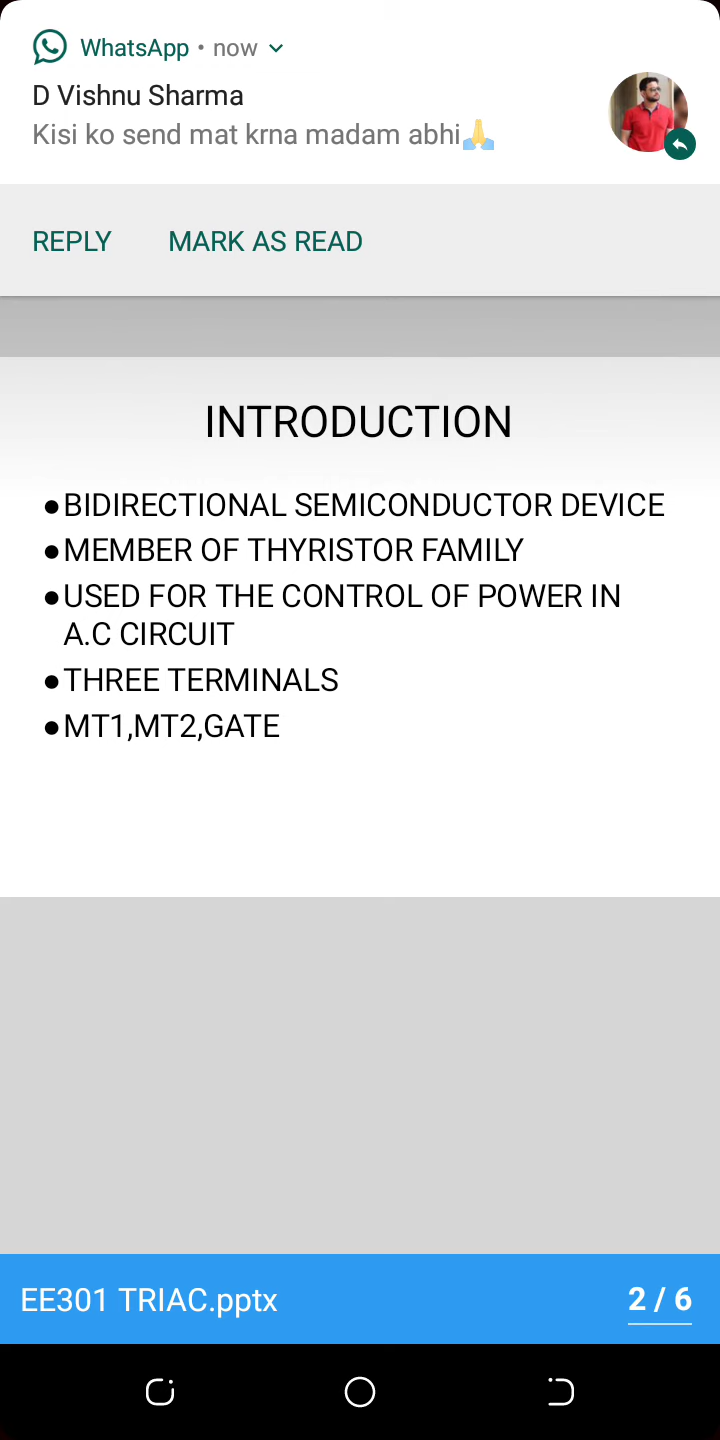 WhatsApp • now
D Vishnu Sharma
Kisi ko send mat krna madam abhi🙏
REPLY MARK AS READ
INTRODUCTION
●BIDIRECTIONAL SEMICONDUCTOR DEVICE
●MEMBER OF THYRISTOR FAMILY
●USED FOR THE CONTROL OF POWER IN
A.C CIRCUIT
●THREE TERMINALS
●MT1,MT2,GATE
EE301 TRIAC.pptx 2 / 6